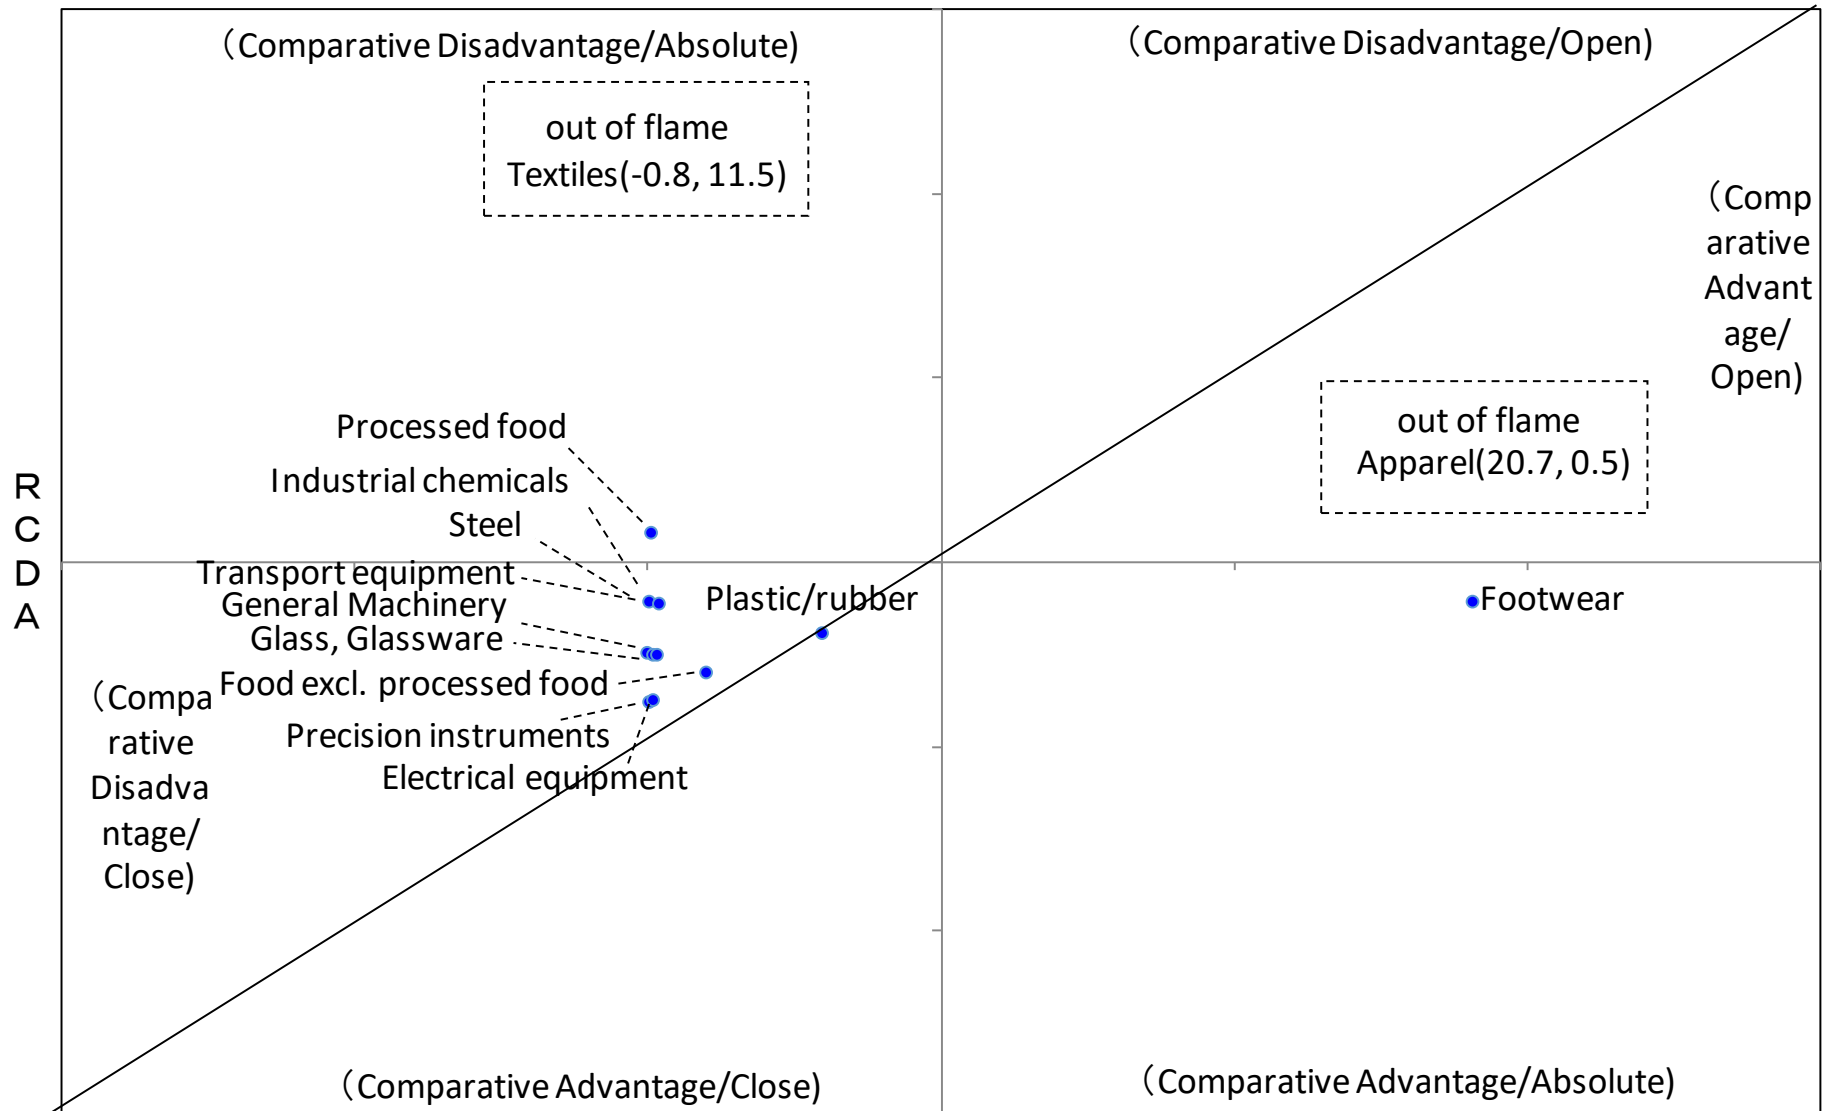 （Comparative Disadvantage/Absolute)
（Comparative Disadvantage/Open)
out of flame
Textiles(-0.8, 11.5)
（Comp
arative
Advant
age/
Open)
out of flame
Apparel(20.7, 0.5)
Processed food
Industrial chemicals
Steel
R
C
D
A
Transport equipment
General Machinery
Glass, Glassware
Plastic/rubber
Footwear
Food excl. processed food
（Compa
rative
Disadva
ntage/
Close)
Precision instruments
Electrical equipment
（Comparative Advantage/Close)
（Comparative Advantage/Absolute)